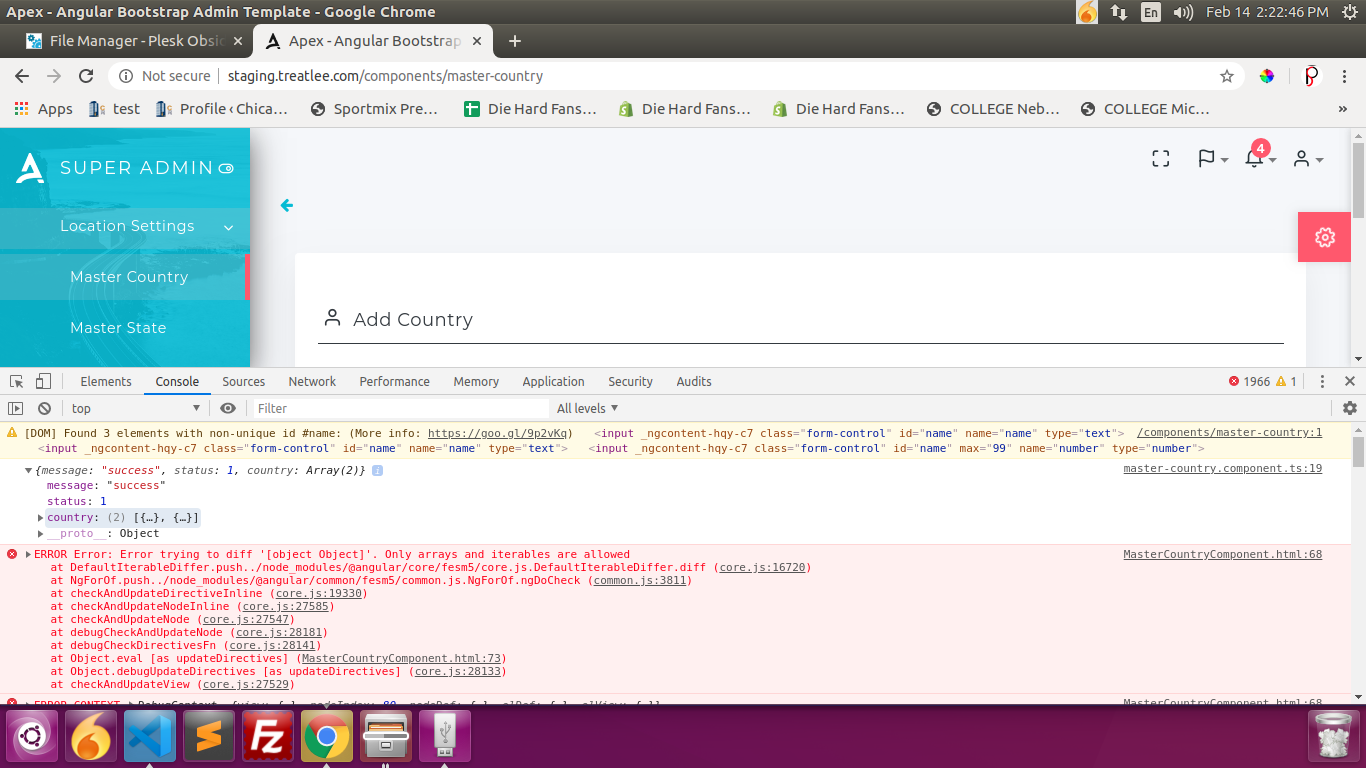 Apex - Angular Bootstrap Admin Template - Google Chrome
En
Feb 14 2:22:46 PM
File Manager - Plesk Obsi
Apex - Angular Bootstrap
Not secure
staging.treatlee.com/components/master-country
Apps
test
Profile ‹ Chica…
Sportmix Pre…
Die Hard Fans…
Die Hard Fans…
Die Hard Fans…
COLLEGE Neb…
COLLEGE Mic…
»
SUPER ADMIN
4
Location Settings
Master Country
Master State
Add Country
Elements
Console
Sources
Network
Performance
Memory
Application
Security
Audits
1966
1
top
Filter
All levels
[DOM] Found 3 elements with non-unique id #name: (More info: https://goo.gl/9p2vKq) <input _ngcontent-hqy-c7 class="form-control" id="name" name="name" type="text">
/components/master-country:1
<input _ngcontent-hqy-c7 class="form-control" id="name" name="name" type="text"> <input _ngcontent-hqy-c7 class="form-control" id="name" max="99" name="number" type="number">
{message: "success", status: 1, country: Array(2)} i
master-country.component.ts:19
message: "success"
status: 1
country: (2) [{…}, {…}]
__proto__: Object
ERROR Error: Error trying to diff '[object Object]'. Only arrays and iterables are allowed
MasterCountryComponent.html:68
at DefaultIterableDiffer.push../node_modules/@angular/core/fesm5/core.js.DefaultIterableDiffer.diff (core.js:16720)
at NgForOf.push../node_modules/@angular/common/fesm5/common.js.NgForOf.ngDoCheck (common.js:3811)
at checkAndUpdateDirectiveInline (core.js:19330)
at checkAndUpdateNodeInline (core.js:27585)
at checkAndUpdateNode (core.js:27547)
at debugCheckAndUpdateNode (core.js:28181)
at debugCheckDirectivesFn (core.js:28141)
at Object.eval [as updateDirectives] (MasterCountryComponent.html:73)
at Object.debugUpdateDirectives [as updateDirectives] (core.js:28133)
at checkAndUpdateView (core.js:27529)
ERROR CONTEXT
MasterCountryComponent.html:68
Fz